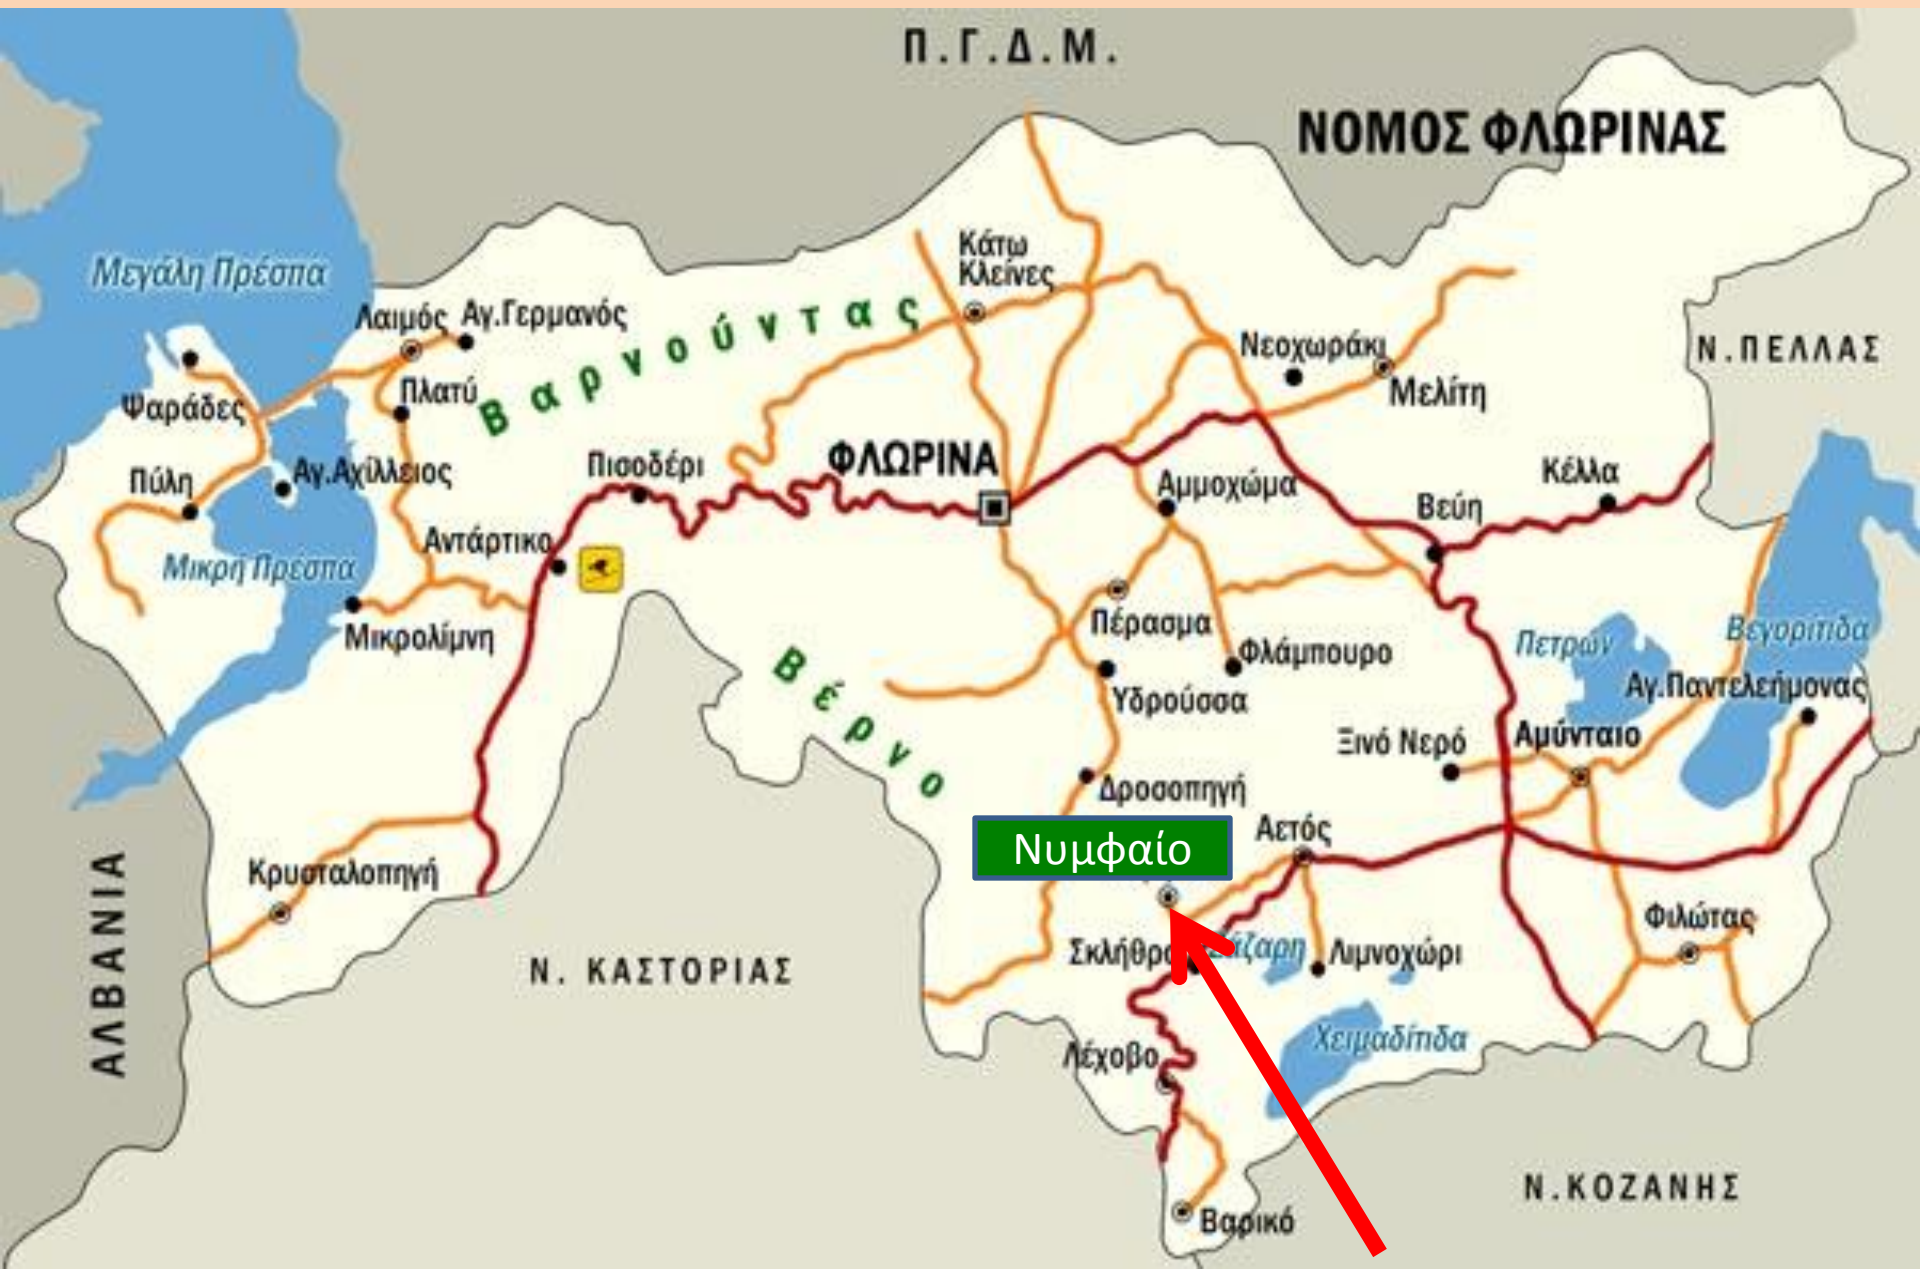 Π.Γ.Δ.Μ.
ΝΟΜΟΣ ΦΛΩΡΙΝΑΣ
Κάτω
Κλείνες
Μεγάλη Πρέσπα
Λαιμός
Αγ.Γερμανός
Βαρνούντας
Νεοχωράκι
Ν.ΠΕΛΛΑΣ
Πλατύ
Μελίτη
Ψαράδες
ΦΛΩΡΙΝΑ
Πισοδέρι
Αγ.Αχίλλειος
Πύλη
Αμμοχώμα
Κέλλα
Βεύη
Αντάρτικο
Μικρή Πρέσπα
Μικρολίμνη
Πέρασμα
Φλάμπουρο
Πετρών
Βεγορίτιδα
Βέρνο
Υδρούσσα
Αγ.Παντελεήμονας
Ξινό Νερό
Αμύνταιο
Δροσοπηγή
Νυμφαίο
Αετός
Κρυσταλοπηγή
Φιλώτας
ΑΛΒΑΝΙΑ
Ν. ΚΑΣΤΟΡΙΑΣ
Λιμνοχώρι
Χειμαδίτιδα
Λέχοβο
Ν.ΚΟΖΑΝΗΣ
Βαρικό